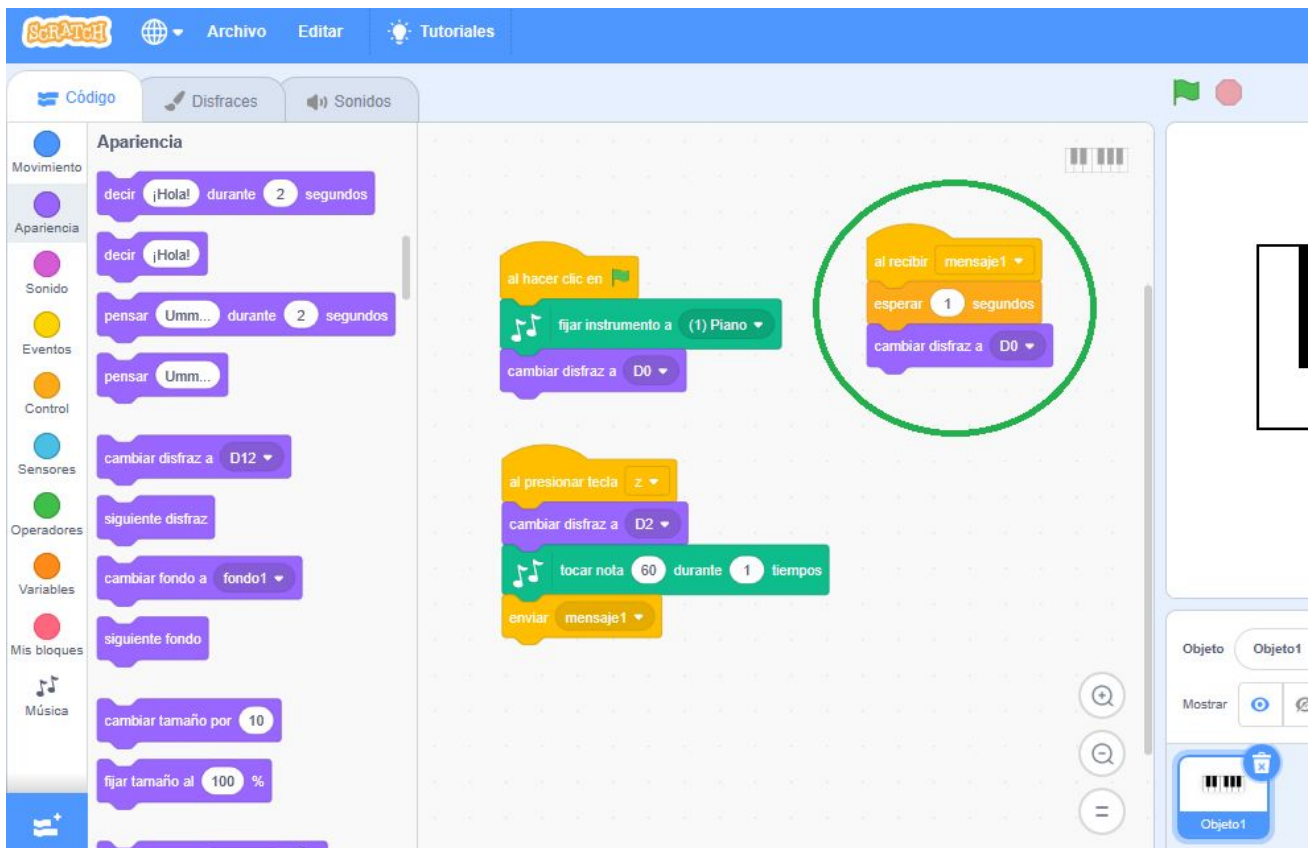 SCRATCH
Archivo
Editar
Tutoriales
Código
Disfraces
Sonidos
Movimiento
Apariencia
Sonido
Eventos
Control
Sensores
Operadores
Variables
Mis bloques
Música
Apariencia
decir ¡Hola! durante 2 segundos
decir ¡Hola!
pensar Umm... durante 2 segundos
pensar Umm...
cambiar disfraz a D12
siguiente disfraz
cambiar fondo a fondo1
siguiente fondo
cambiar tamaño por 10
fijar tamaño al 100 %
al hacer clic en
fijar instrumento a (1) Piano
cambiar disfraz a D0
al recibir mensaje1
esperar 1 segundos
cambiar disfraz a D0
al presionar tecla z
cambiar disfraz a D2
tocar nota 60 durante 1 tiempos
enviar mensaje1
Objeto Objeto1
Mostrar
Objeto1